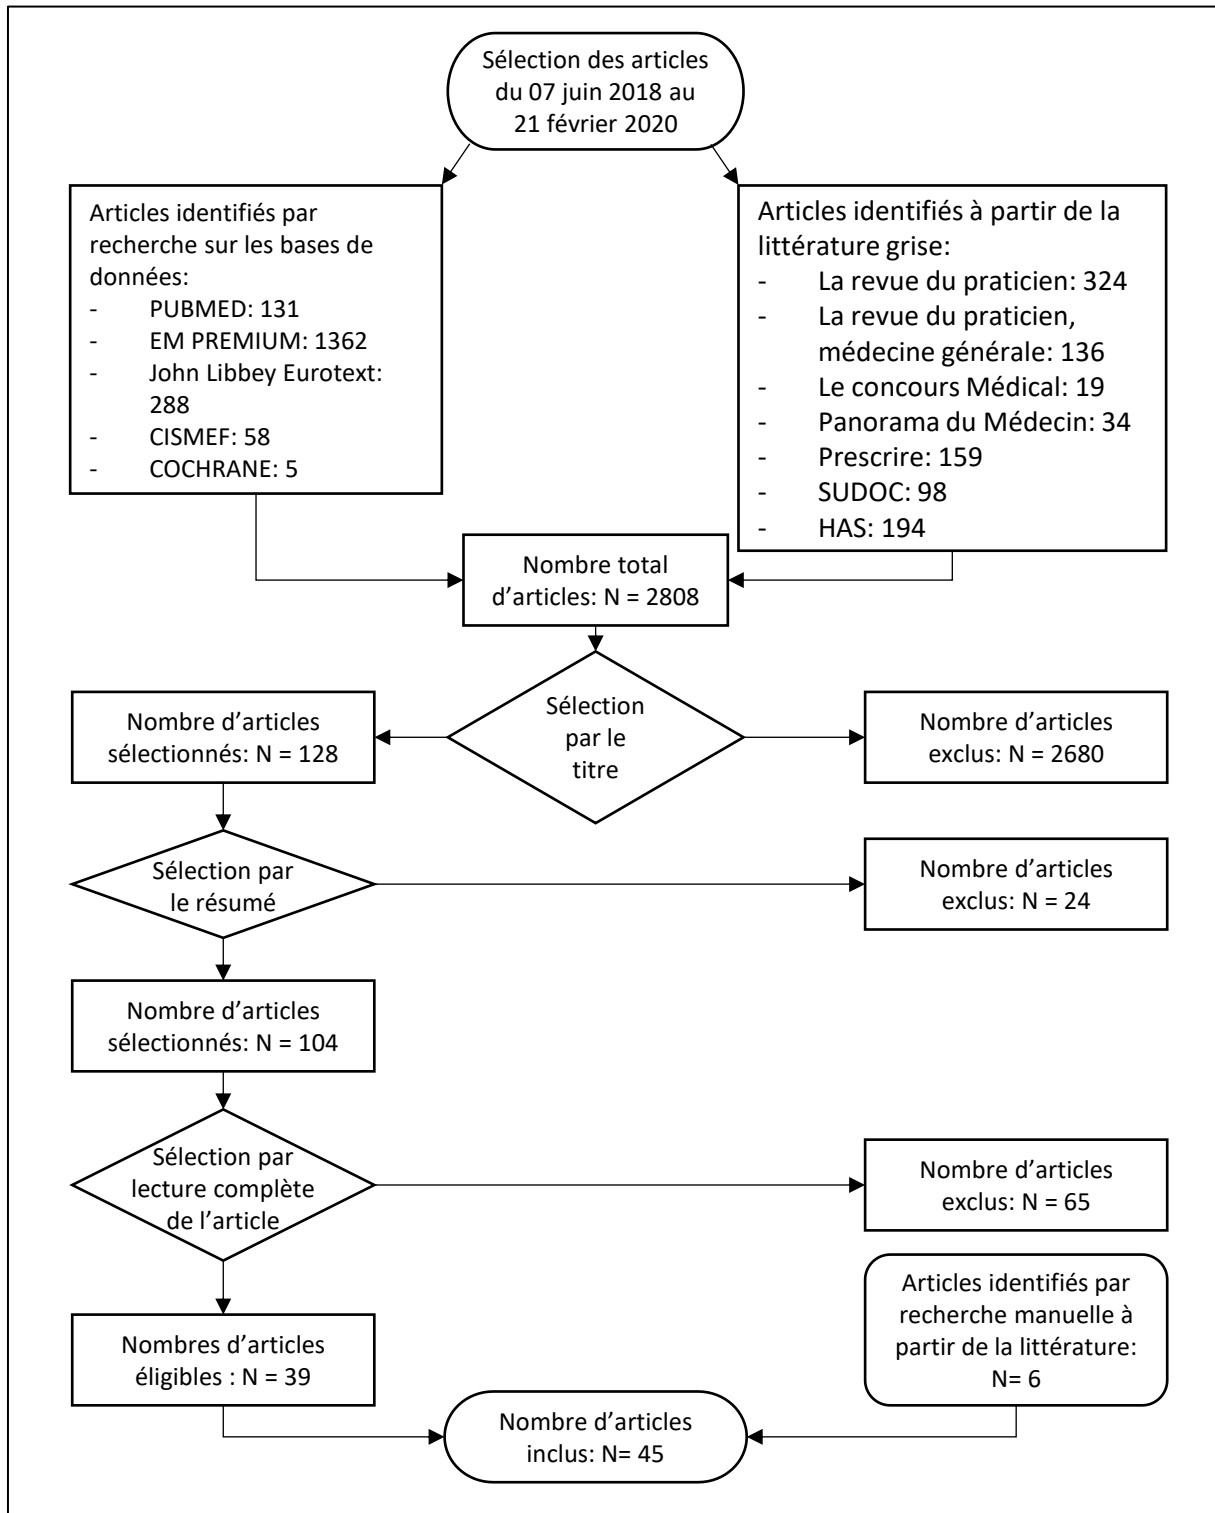 Sélection des articles
du 07 juin 2018 au
21 février 2020
Articles identifiés par
recherche sur les bases de
données:
- PUBMED: 131
- EM PREMIUM: 1362
- John Libbey Eurotext:
288
- CISMEF: 58
- COCHRANE: 5
Articles identifiés à partir de la
littérature grise:
- La revue du praticien: 324
- La revue du praticien,
médecine générale: 136
- Le concours Médical: 19
- Panorama du Médecin: 34
- Prescrire: 159
- SUDOC: 98
- HAS: 194
Nombre total
d’articles: N = 2808
Sélection
par le
titre
Nombre d’articles
sélectionnés: N = 128
Nombre d’articles
exclus: N = 2680
Sélection par
le résumé
Nombre d’articles
exclus: N = 24
Nombre d’articles
sélectionnés: N = 104
Sélection par
lecture complète
de l’article
Nombre d’articles
exclus: N = 65
Articles identifiés par
recherche manuelle à
partir de la littérature:
N= 6
Nombres d’articles
éligibles : N = 39
Nombre d’articles
inclus: N= 45